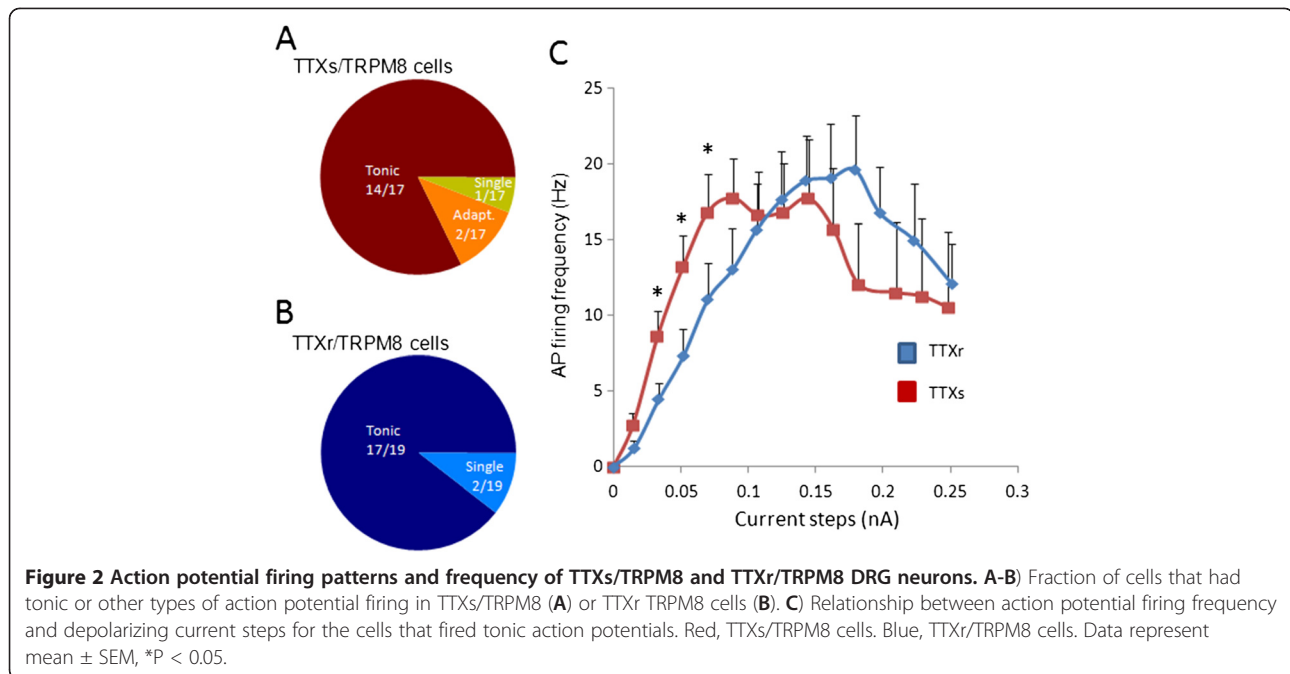 A
TTXs/TRPM8 cells
Tonic
14/17
Single
1/17
Adapt.
2/17
B
TTXr/TRPM8 cells
Tonic
17/19
Single
2/19
C
25
20
15
10
5
0
AP firing frequency (Hz)
*
*
*
TTXr
TTXs
0
0.05
0.1
0.15
0.2
0.25
0.3
Current steps (nA)
Figure 2 Action potential firing patterns and frequency of TTXs/TRPM8 and TTXr/TRPM8 DRG neurons. A-B) Fraction of cells that had
tonic or other types of action potential firing in TTXs/TRPM8 (A) or TTXr TRPM8 cells (B). C) Relationship between action potential firing frequency
and depolarizing current steps for the cells that fired tonic action potentials. Red, TTXs/TRPM8 cells. Blue, TTXr/TRPM8 cells. Data represent
mean ± SEM, *P < 0.05.